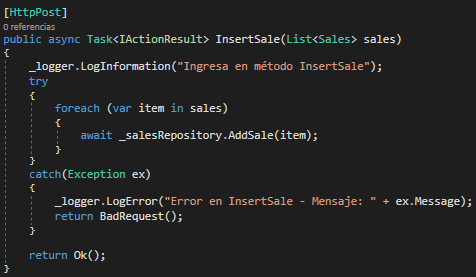 [HttpPost]
0 referencias
public async Task<IActionResult> InsertSale(List<Sales> sales)
{
    _logger.LogInformation("Ingresa en método InsertSale");
    try
    {
        foreach (var item in sales)
        {
            await _salesRepository.AddSale(item);
        }
    }
    catch(Exception ex)
    {
        _logger.LogError("Error en InsertSale - Mensaje: " + ex.Message);
        return BadRequest();
    }

    return Ok();
}